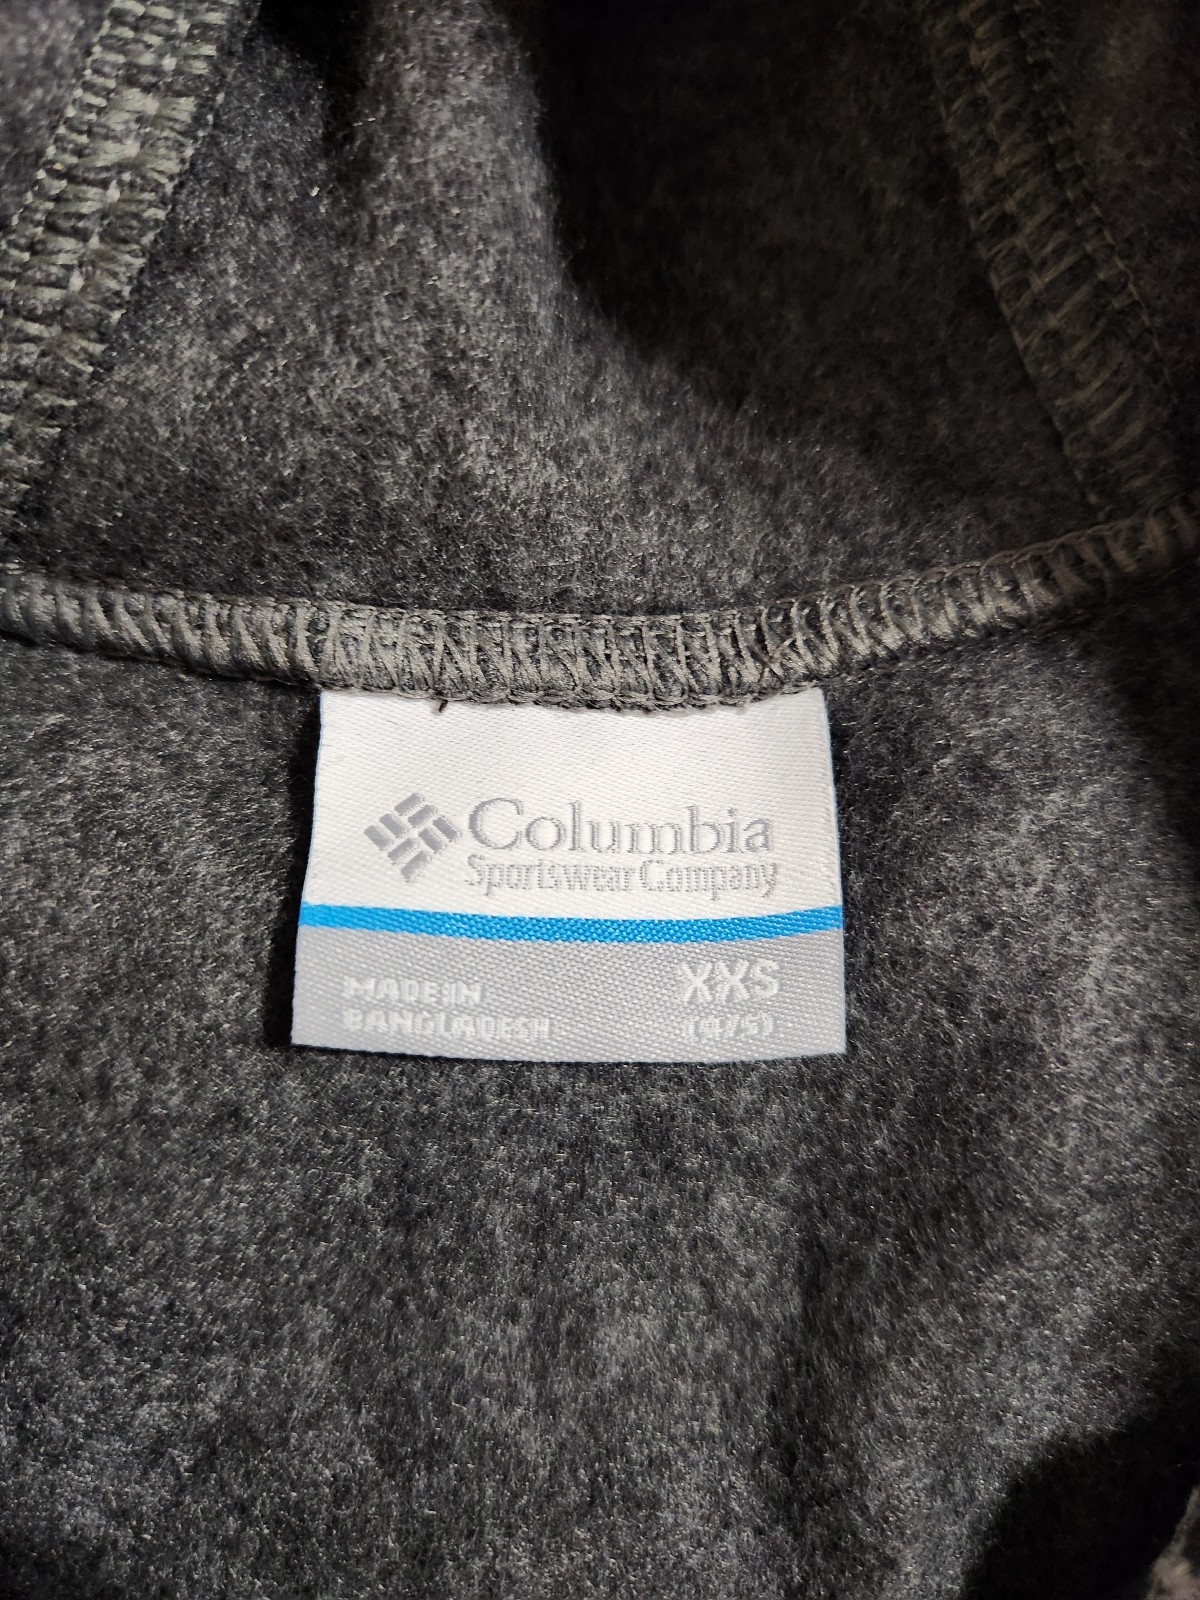 Columbia
Sportswear Company
MADE IN
BANGLADESH
XXS
(4/5)